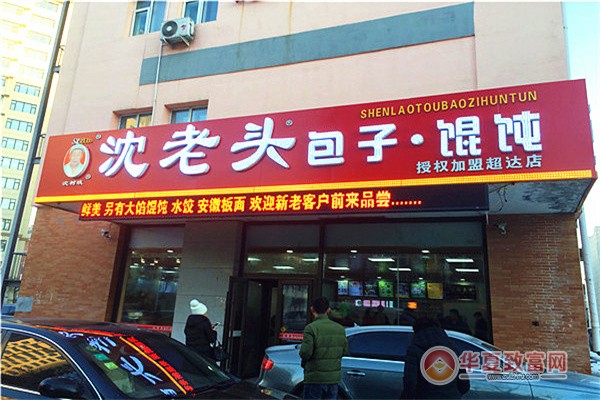 SHENLAOTOUBAOZIHUNTUN
沈老头®包子·馄饨
授权加盟超达店
鲜美 另有大馅馄饨 水饺 安徽板面 欢迎新老客户前来品尝.......
华夏致富网